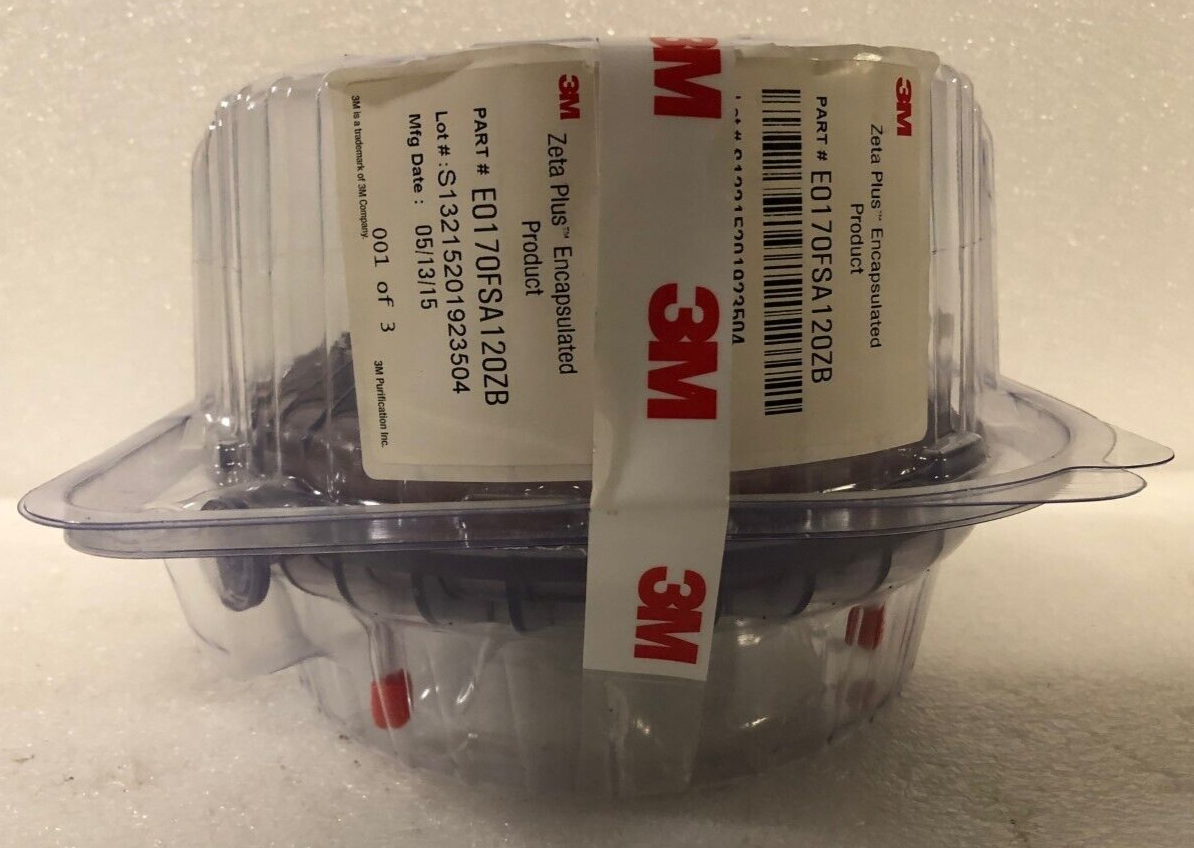 3M
Zeta Plus™ Encapsulated
Product
PART # E0170FSA120ZB
Lot # :S13215201923504
Mfg Date : 05/13/15
001 of 3
3M is a trademark of 3M Company.
3M Purification Inc.
3M
3M
3M
3M
Zeta Plus™ Encapsulated
Product
PART # E0170FSA120ZB